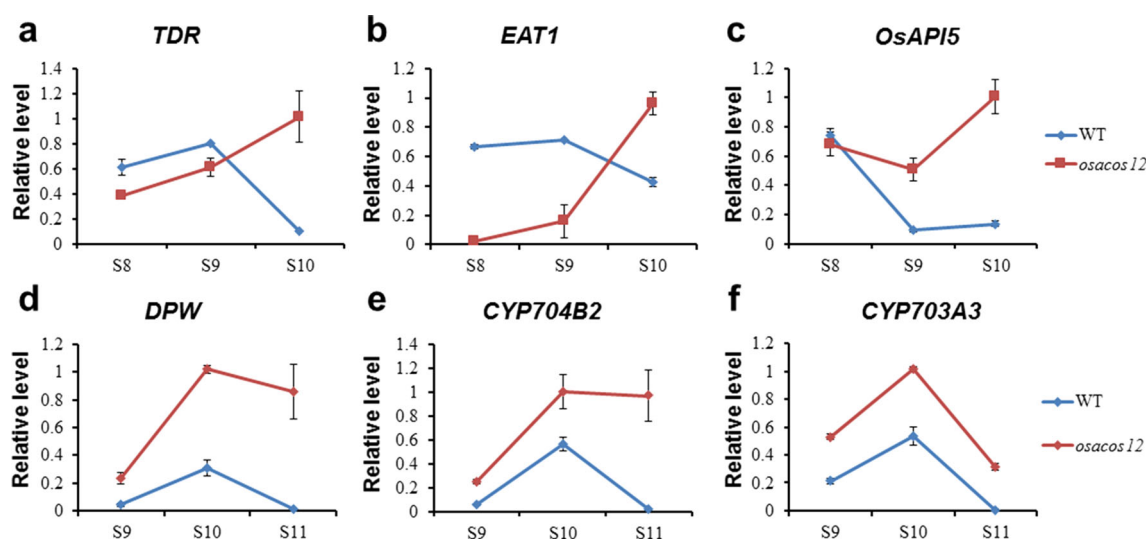 a TDR
Relative level
1.4
1.2
1
0.8
0.6
0.4
0.2
0
S8 S9 S10
b EAT1
Relative level
1.2
1
0.8
0.6
0.4
0.2
0
S8 S9 S10
c OsAPI5
Relative level
1.2
1
0.8
0.6
0.4
0.2
0
S8 S9 S10
WT
osacos12
d DPW
Relative level
1.2
1
0.8
0.6
0.4
0.2
0
S9 S10 S11
e CYP704B2
Relative level
1.4
1.2
1
0.8
0.6
0.4
0.2
0
S9 S10 S11
f CYP703A3
Relative level
1.2
1
0.8
0.6
0.4
0.2
0
S9 S10 S11
WT
osacos12